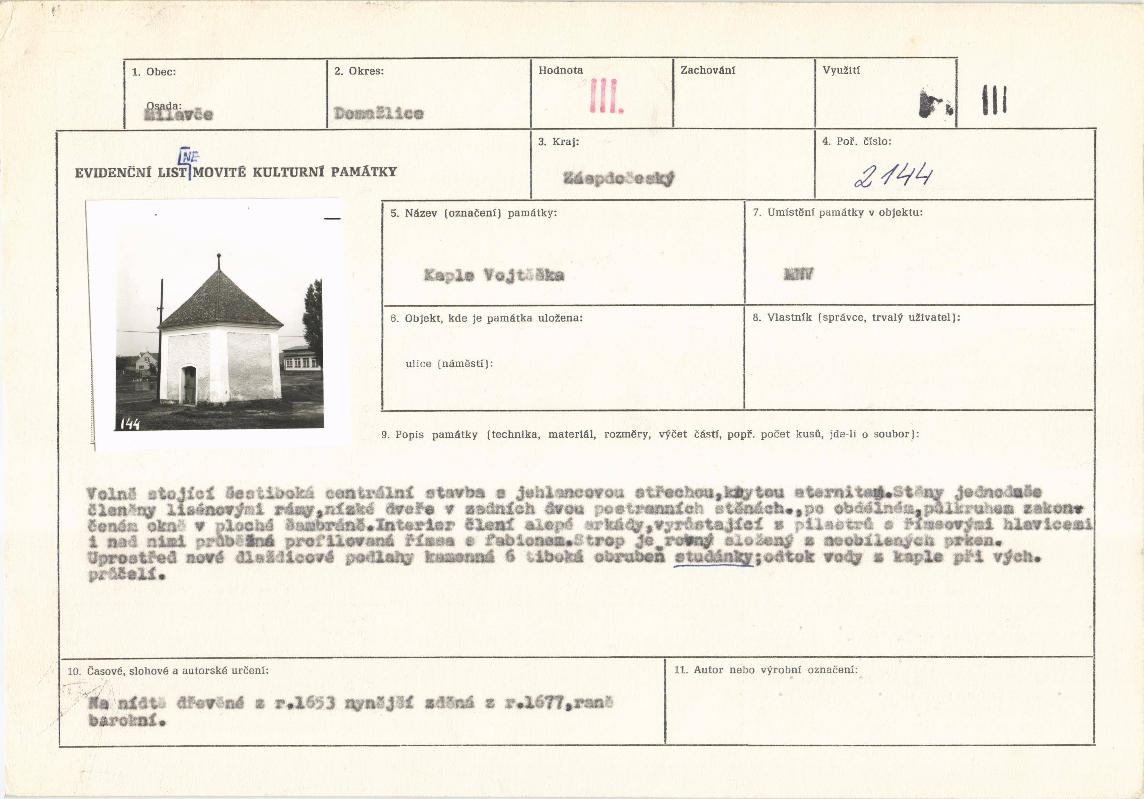 1. Obec:
Osada:
Milavče
2. Okres:
Domažlice
Hodnota
III.
Zachování
Využití
III
EVIDENČNÍ LIST NE MOVITÉ KULTURNÍ PAMÁTKY
3. Kraj:
Záspdočeský
4. Poř. číslo:
2144
5. Název (označení) památky:
Kaple Vojtěška
7. Umístění památky v objektu:
MNV
6. Objekt, kde je památka uložena:
ulice (náměstí):
8. Vlastník (správce, trvalý uživatel):
144
9. Popis památky (technika, materiál, rozměry, výčet částí, popř. počet kusů, jde-li o soubor):
Volně stojící šestiboká centrální stavba s jehlancovou střechou,krytou eternitem.Stěny jednoduše
členěny lisénovými rámy,nízké dveře v zadních dvou postranních stěnách.,po obdélném,půlkruhem zakon-
čeném okně v ploché šambráně.Interier člení slepé arkády,vyrůstající z pilastrů s římsovými hlavicemi
i nad nimi průběžná profilovaná římsa s fabionem.Strop je rovný složený z neobílených prken.
Uprostřed nové dlaždicové podlahy kamenná 6 tiboká obrubeň studánky;odtok vody z kaple při vých.
průčelí.
10. Časové, slohové a autorské určení:
Na místě dřevěné z r.1653 nynější zděná z r.1677,raně
barokní.
11. Autor nebo výrobní označení: